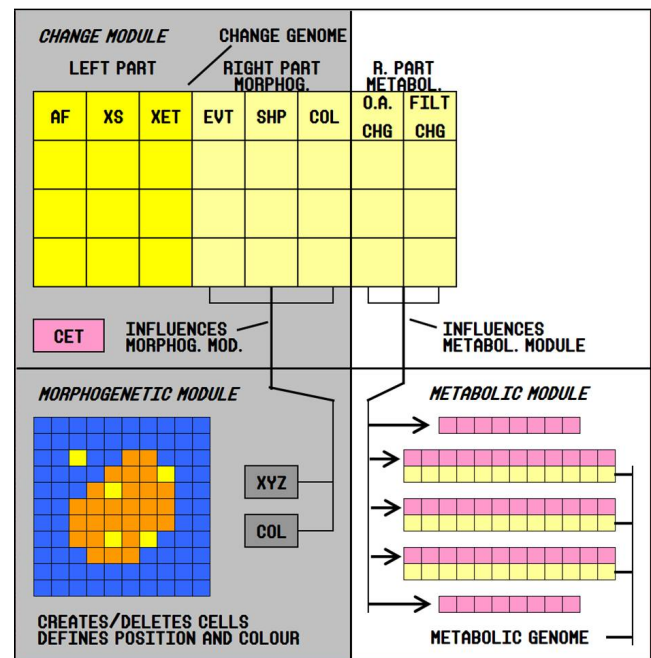 CHANGE MODULE
CHANGE GENOME
LEFT PART
RIGHT PART
MORPHOG.
R. PART
METABOL.
AF XS XET EVT SHP COL O.A. CHG FILT CHG
CET
INFLUENCES
MORPHOG. MOD.
INFLUENCES
METABOL. MODULE
MORPHOGENETIC MODULE
XYZ
COL
CREATES/DELETES CELLS
DEFINES POSITION AND COLOUR
METABOLIC MODULE
METABOLIC GENOME